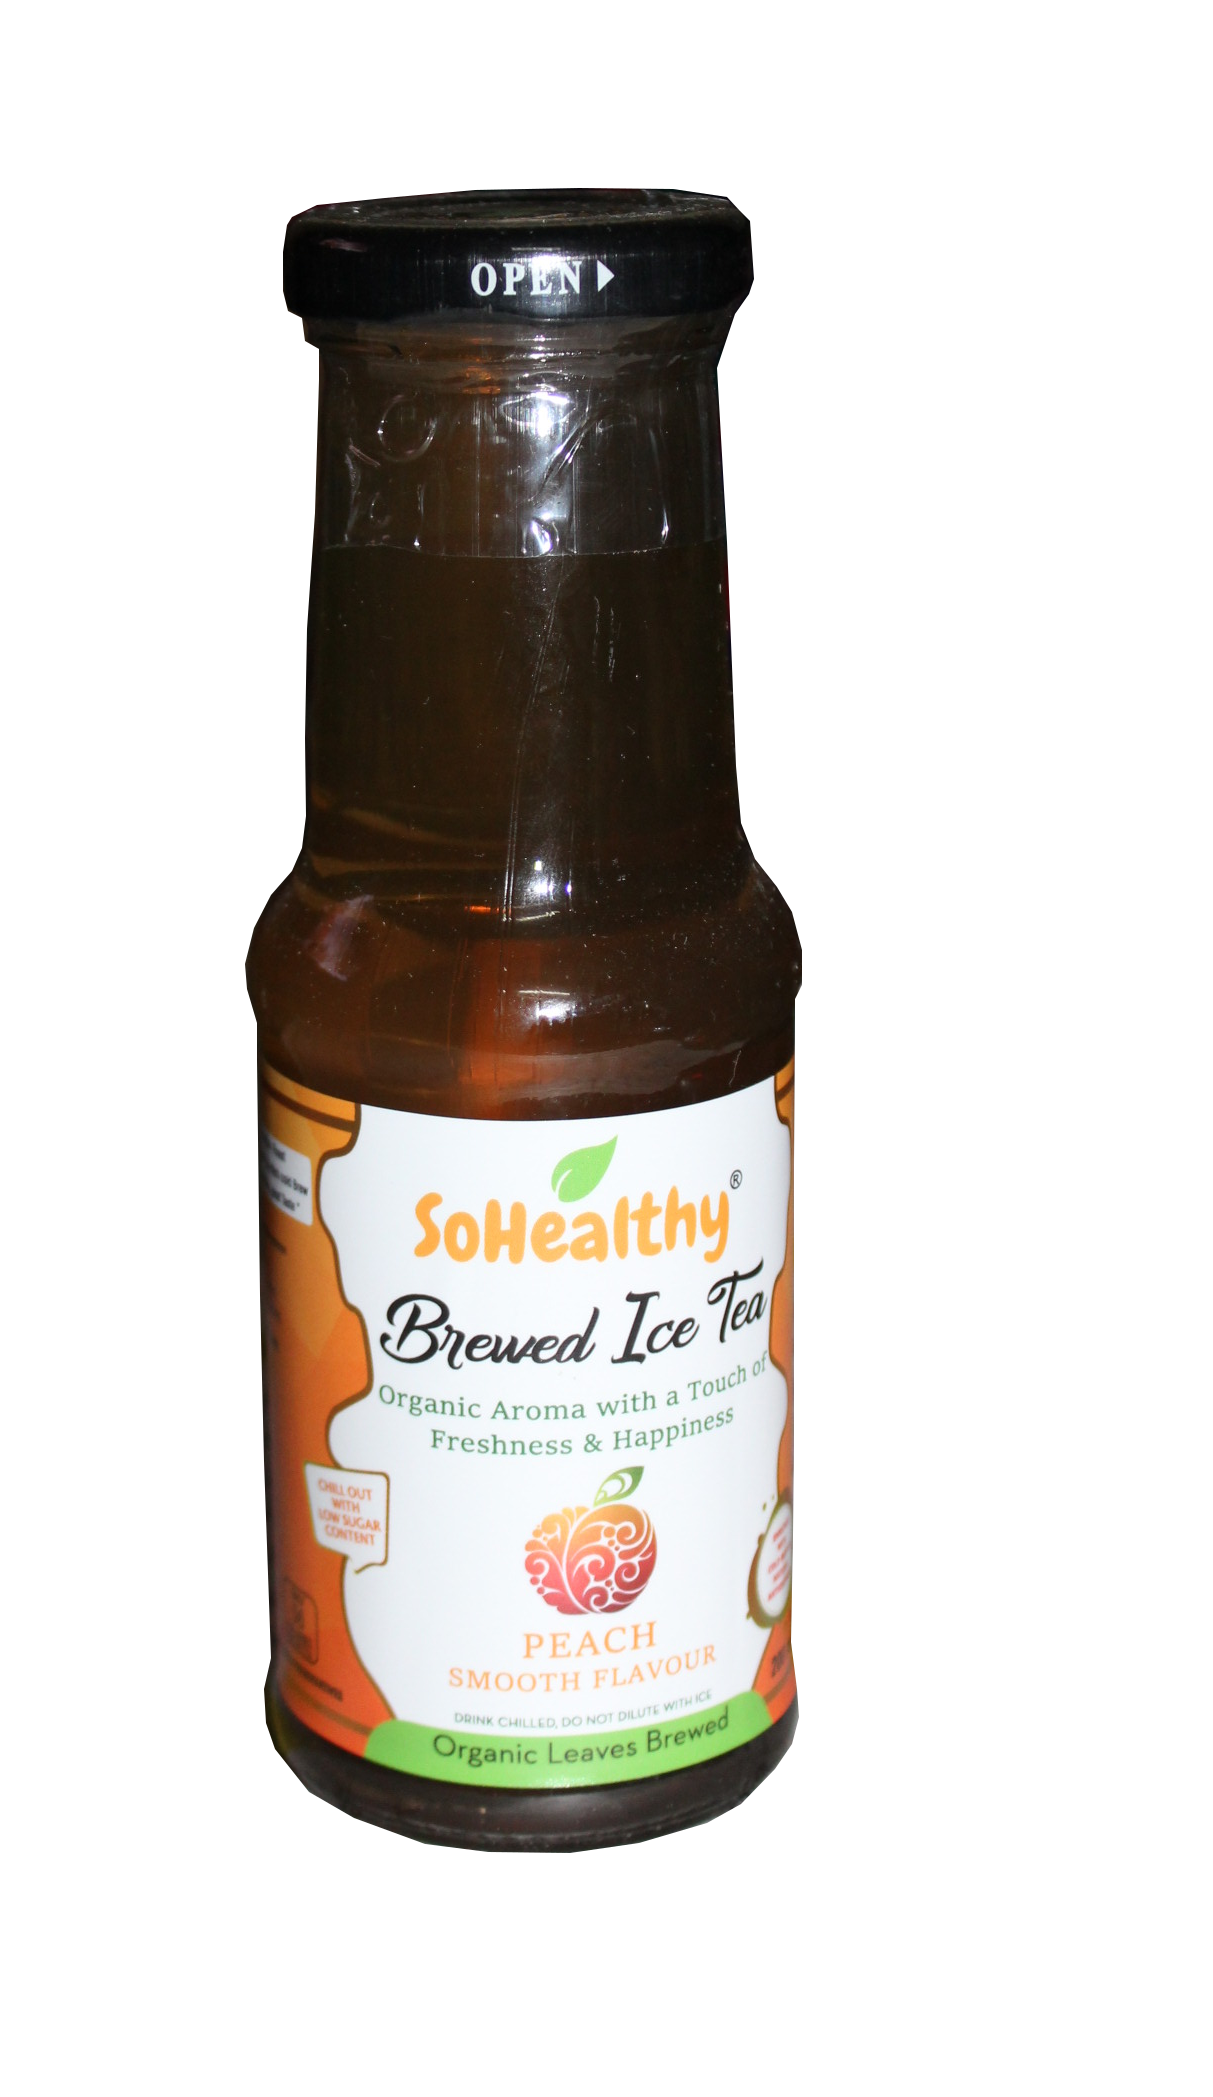 OPEN
SoHealthy®
Brewed Ice Tea
Organic Aroma with a Touch of
Freshness & Happiness
CHILL OUT
WITH
LOW SUGAR
CONTENT
PEACH
SMOOTH FLAVOUR
DRINK CHILLED, DO NOT DILUTE WITH ICE
Organic Leaves Brewed